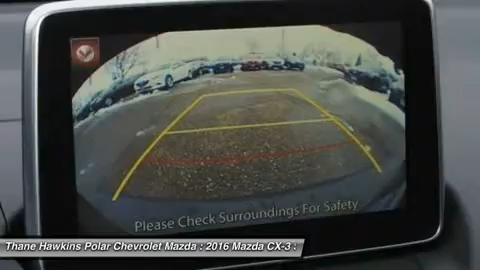 Please Check Surroundings For Safety
Thane Hawkins Polar Chevrolet Mazda : 2016 Mazda CX-3 :